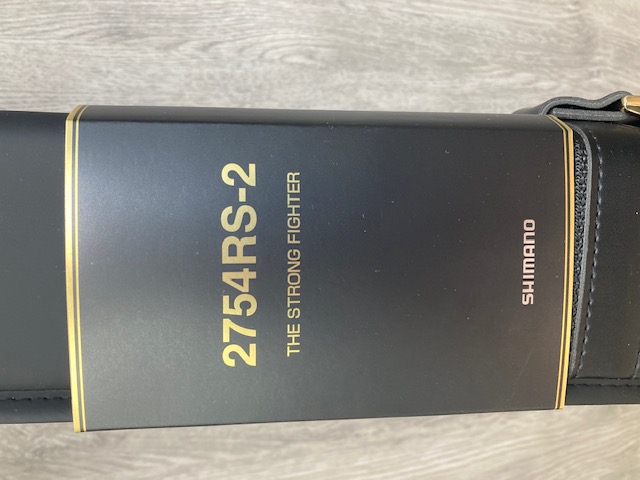 2754RS-2
THE STRONG FIGHTER
SHIMANO